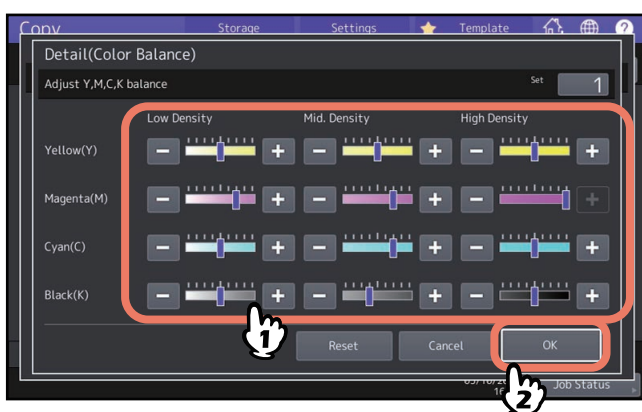 Copy Storage Settings Template ?
Detail(Color Balance)
Adjust Y,M,C,K balance Set 1
Low Density Mid. Density High Density
Yellow(Y) − + − + − +
Magenta(M) − + − + − +
Cyan(C) − + − + − +
Black(K) − + − + − +
1
Reset Cancel OK
2
Job Status